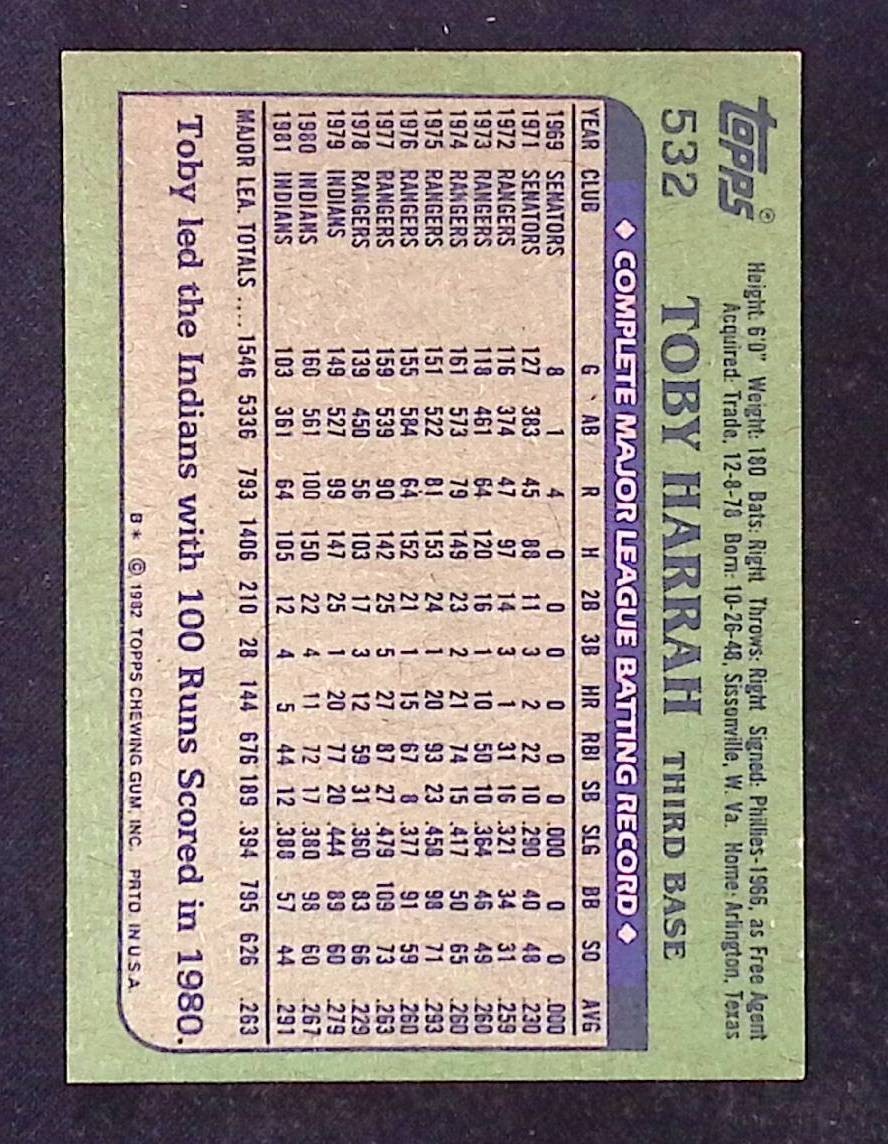 topps®
Height: 6'0" Weight: 180 Bats: Right Throws: Right Signed: Phillies-1966, as Free Agent
Acquired: Trade, 12-8-78 Born: 10-26-48, Sissonville, W. Va. Home: Arlington, Texas
532 TOBY HARRAH THIRD BASE
♦ COMPLETE MAJOR LEAGUE BATTING RECORD ♦
YEAR CLUB G AB R H 2B 3B HR RBI SB SLG BB SO AVG
1969 SENATORS 8 1 4 0 0 0 0 0 0 .000 0 0 .000
1971 SENATORS 127 383 45 88 11 3 2 22 10 .290 40 48 .230
1972 RANGERS 116 374 47 97 14 3 1 31 16 .321 34 31 .259
1973 RANGERS 118 461 64 120 16 1 10 50 10 .364 46 49 .260
1974 RANGERS 161 573 79 149 23 2 21 74 15 .417 50 65 .260
1975 RANGERS 151 522 81 153 24 1 20 93 23 .458 98 71 .293
1976 RANGERS 155 584 64 152 21 1 15 67 8 .377 91 59 .260
1977 RANGERS 159 539 90 142 25 5 27 87 27 .479 109 73 .263
1978 RANGERS 139 450 56 103 17 3 12 59 31 .360 83 66 .229
1979 INDIANS 149 527 99 147 25 1 20 77 20 .444 89 60 .279
1980 INDIANS 160 561 100 150 22 4 11 72 17 .380 98 60 .267
1981 INDIANS 103 361 64 105 12 4 5 44 12 .388 57 44 .291
MAJOR LEA. TOTALS ..... 1546 5336 793 1406 210 28 144 676 189 .394 795 626 .263
Toby led the Indians with 100 Runs Scored in 1980.
B* © 1982 TOPPS CHEWING GUM, INC. PRTD. IN U.S.A.